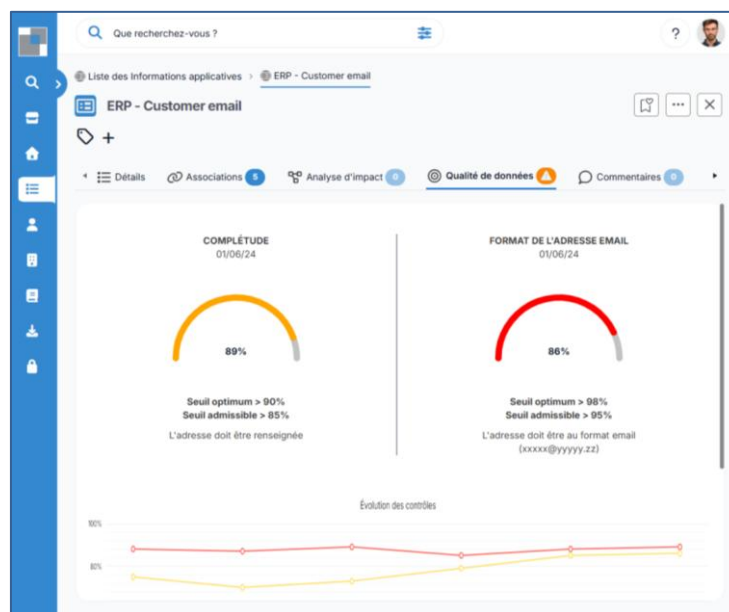 Que recherchez-vous ?
?
Liste des Informations applicatives > ERP - Customer email
ERP - Customer email
Détails
Associations 5
Analyse d'impact 0
Qualité de données
Commentaires 0
COMPLÉTUDE
01/06/24
89%
Seuil optimum > 90%
Seuil admissible > 85%
L'adresse doit être renseignée
FORMAT DE L'ADRESSE EMAIL
01/06/24
86%
Seuil optimum > 98%
Seuil admissible > 95%
L'adresse doit être au format email
(xxxxx@yyyyy.zz)
Évolution des contrôles
100%
80%